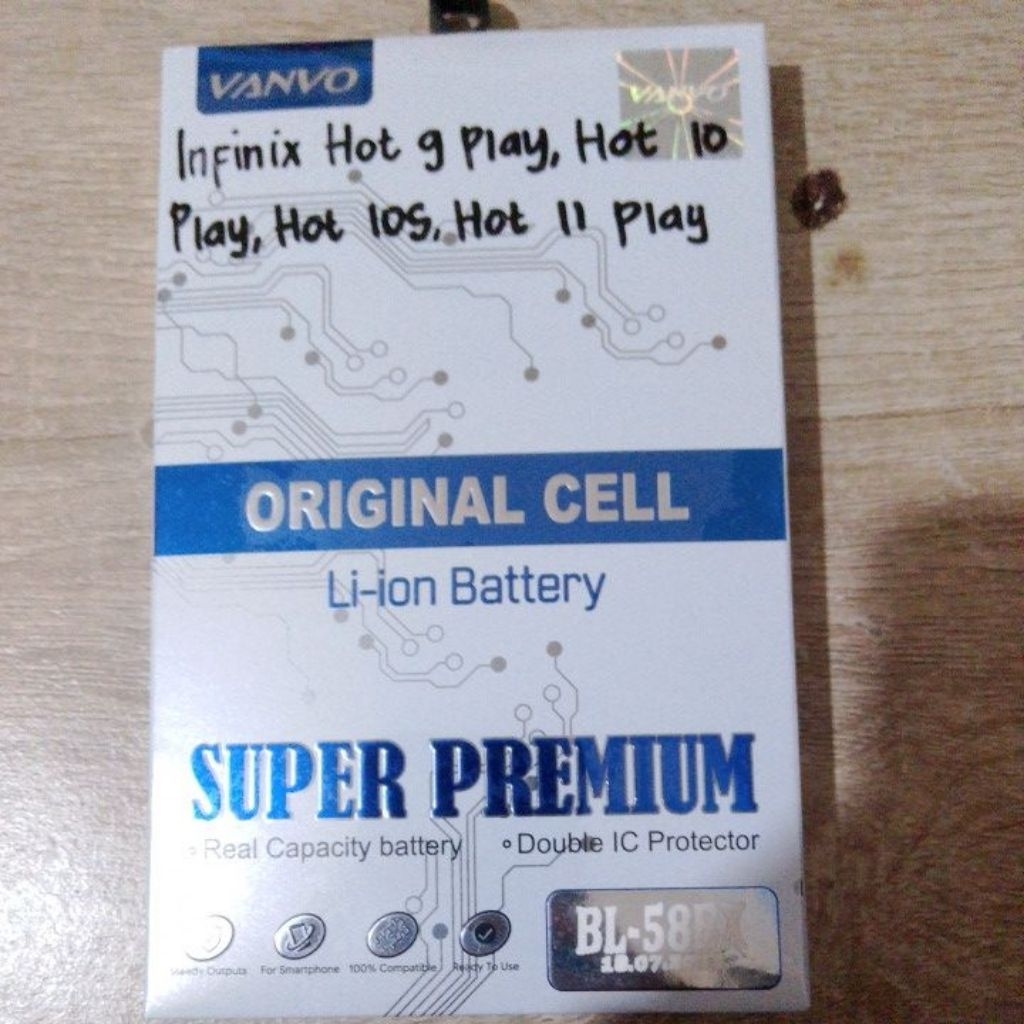 VANVO
VANVO
Infinix Hot 9 Play, Hot 10
Play, Hot 10S, Hot 11 Play
ORIGINAL CELL
Li-ion Battery
SUPER PREMIUM
Real Capacity battery
Double IC Protector
For Smartphone
100% Compatible
Ready To Use